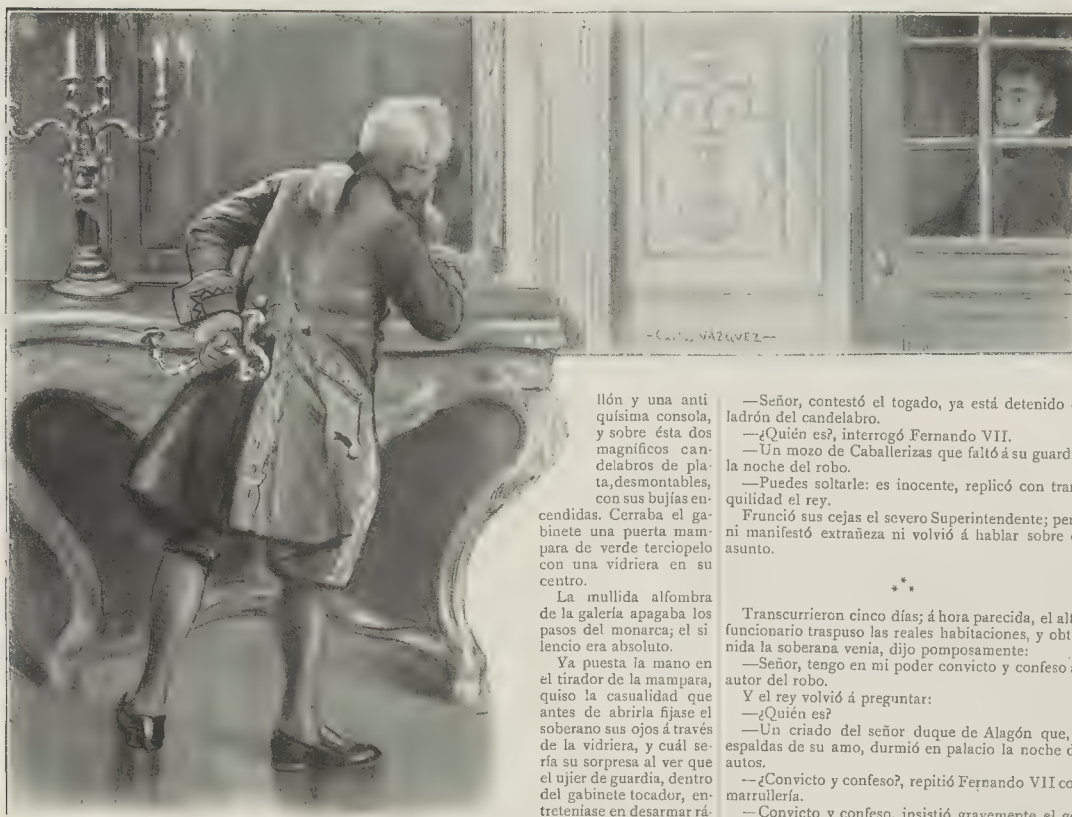 VÁZQVEZ
llón y una anti
quísima consola,
y sobre ésta dos
magníficos can-
delabros de pla-
ta, desmontables,
con sus bujías en-
cendidas. Cerraba el ga-
binete una puerta mam-
para de verde terciopelo
con una vidriera en su
centro.
La mullida alfombra
de la galería apagaba los
pasos del monarca; el si
lencio era absoluto.
Ya puesta la mano en
el tirador de la mampara,
quiso la casualidad que
antes de abrirla fijase el
soberano sus ojos á través
de la vidriera, y cuál se-
ría su sorpresa al ver que
el ujier de guardia, dentro
del gabinete tocador, en-
treteníase en desarmar rá-
—Señor, contestó el togado, ya está detenido
ladrón del candelabro.
—¿Quién es?, interrogó Fernando VII.
—Un mozo de Caballerizas que faltó á su guardi
la noche del robo.
—Puedes soltarle: es inocente, replicó con tran
quilidad el rey.
Frunció sus cejas el severo Superintendente; per
ni manifestó extrañeza ni volvió á hablar sobre
asunto.
***
Transcurrieron cinco días; á hora parecida, el alt
funcionario traspuso las reales habitaciones, y obt
nida la soberana venia, dijo pomposamente:
—Señor, tengo en mi poder convicto y confeso
autor del robo.
Y el rey volvió á preguntar:
—¿Quién es?
—Un criado del señor duque de Alagón que,
espaldas de su amo, durmió en palacio la noche d
autos.
—¿Convicto y confeso?, repitió Fernando VII co
marrullería.
—Convicto y confeso, insistió gravemente el